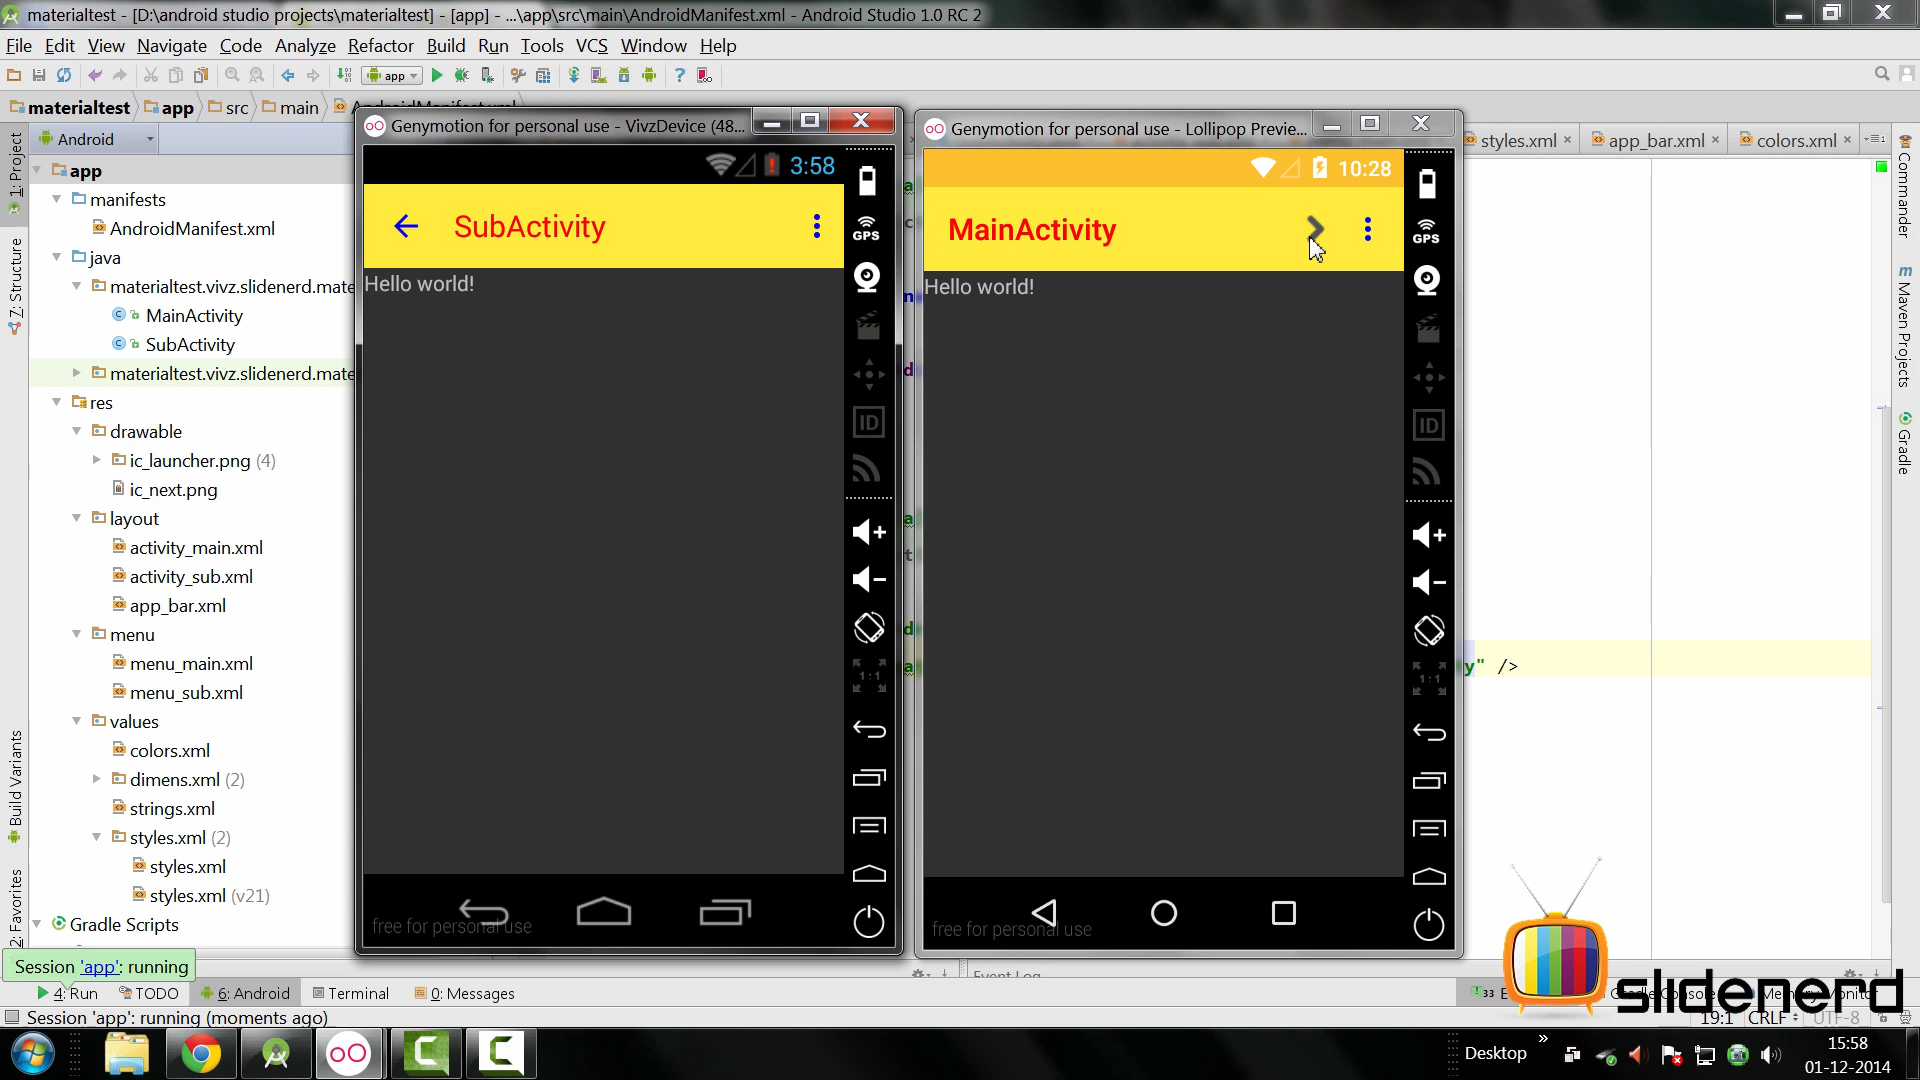 materialtest - [D:\android studio projects\materialtest] - [app] - ...\app\src\main\AndroidManifest.xml - Android Studio 1.0 RC 2
File Edit View Navigate Code Analyze Refactor Build Run Tools VCS Window Help
app
materialtest app src main AndroidManifest.xml
Android
styles.xml app_bar.xml colors.xml
1: Project
7: Structure
Build Variants
2: Favorites
Commander
Maven Projects
Gradle
app
manifests
AndroidManifest.xml
java
materialtest.vivz.slidenerd.mate
MainActivity
SubActivity
materialtest.vivz.slidenerd.mate
res
drawable
ic_launcher.png (4)
ic_next.png
layout
activity_main.xml
activity_sub.xml
app_bar.xml
menu
menu_main.xml
menu_sub.xml
values
colors.xml
dimens.xml (2)
strings.xml
styles.xml (2)
styles.xml
styles.xml (v21)
Gradle Scripts
Genymotion for personal use - VivzDevice (48...
3:58
SubActivity
Hello world!
GPS
ID
1:1
free for personal use
Genymotion for personal use - Lollipop Previe...
10:28
MainActivity
Hello world!
GPS
ID
1:1
free for personal use
y" />
Session 'app': running
Event Log
4: Run TODO 6: Android Terminal 0: Messages
Session 'app': running (moments ago)
19:1 CRLF UTF-8
slidenerd
Desktop
15:58
01-12-2014